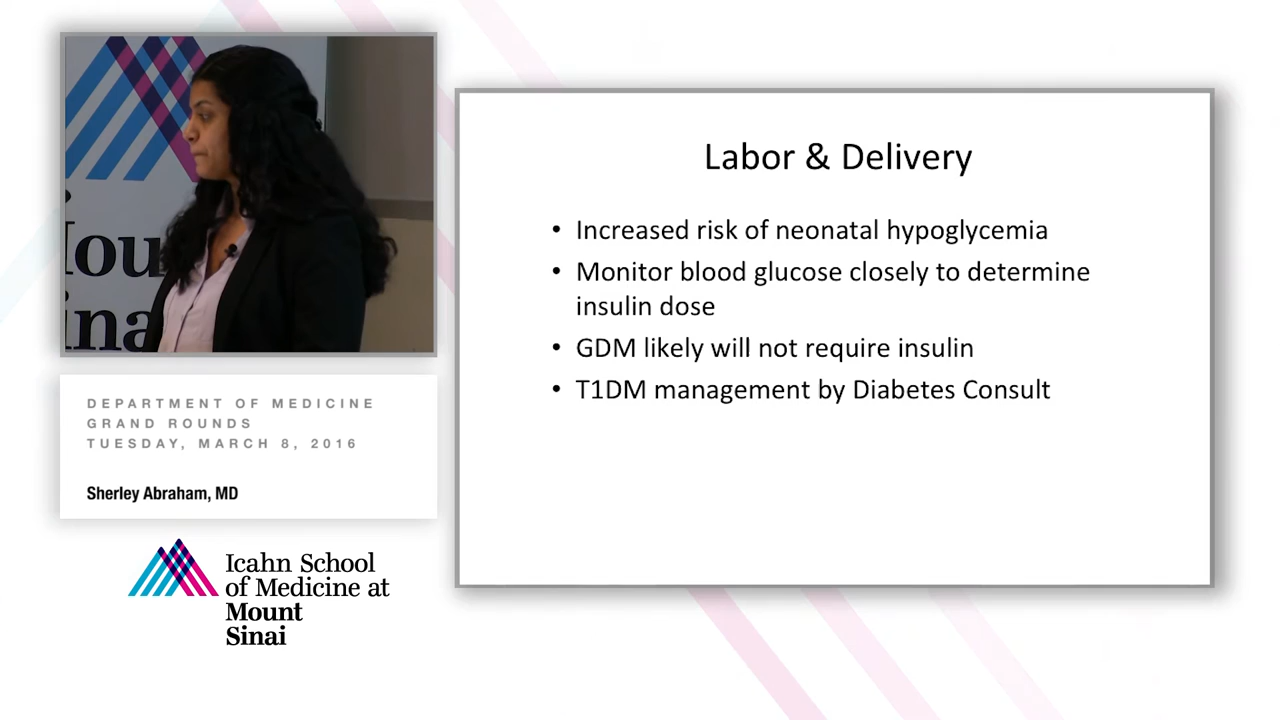 DEPARTMENT OF MEDICINE
GRAND ROUNDS
TUESDAY, MARCH 8, 2016
Sherley Abraham, MD
Icahn School
of Medicine at
Mount
Sinai
Labor & Delivery
• Increased risk of neonatal hypoglycemia
• Monitor blood glucose closely to determine
insulin dose
• GDM likely will not require insulin
• T1DM management by Diabetes Consult